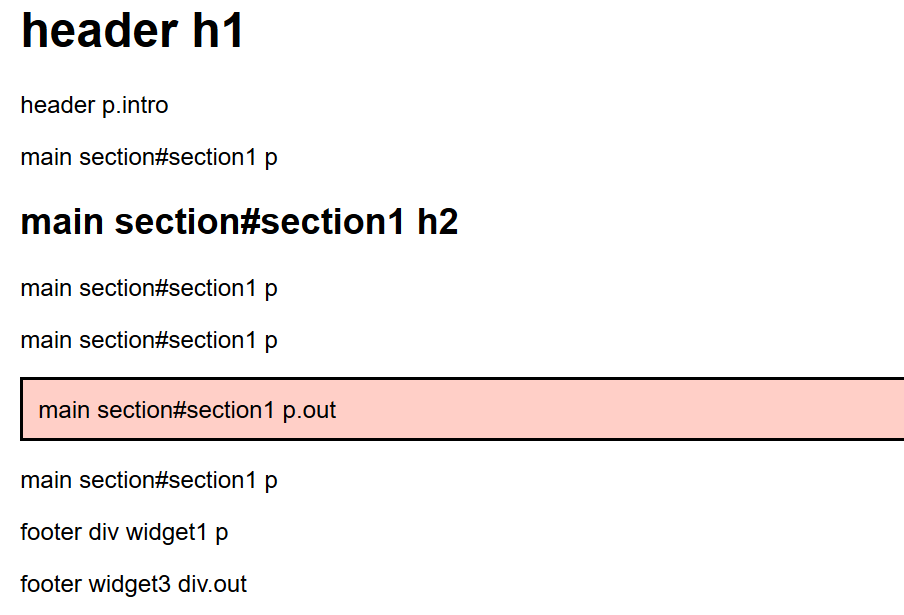 header h1
header p.intro
main section#section1 p
main section#section1 h2
main section#section1 p
main section#section1 p
main section#section1 p.out
main section#section1 p
footer div widget1 p
footer widget3 div.out